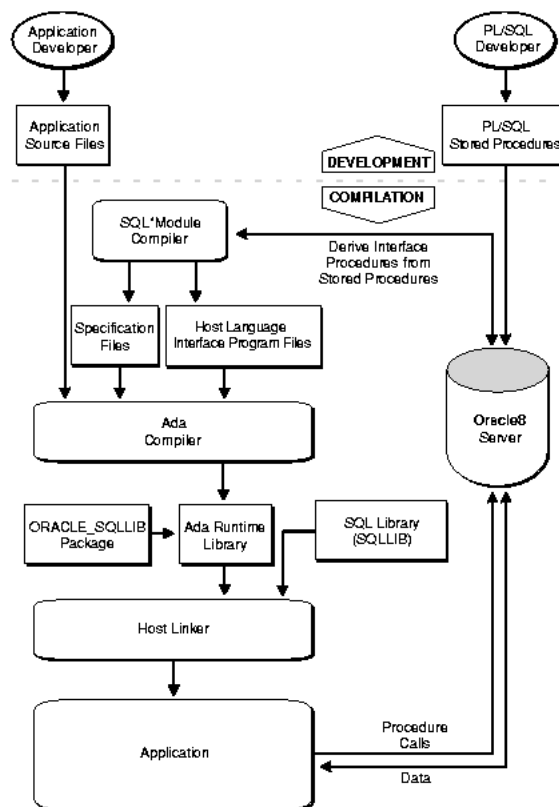 Application
Developer
PL/SQL
Developer
Application
Source Files
PL/SQL
Stored Procedures
DEVELOPMENT
COMPILATION
SQL*Module
Compiler
Derive Interface
Procedures from
Stored Procedures
Specification
Files
Host Language
Interface Program Files
Ada
Compiler
Oracle8
Server
ORACLE_SQLLIB
Package
Ada Runtime
Library
SQL Library
(SQLLIB)
Host Linker
Application
Procedure
Calls
Data